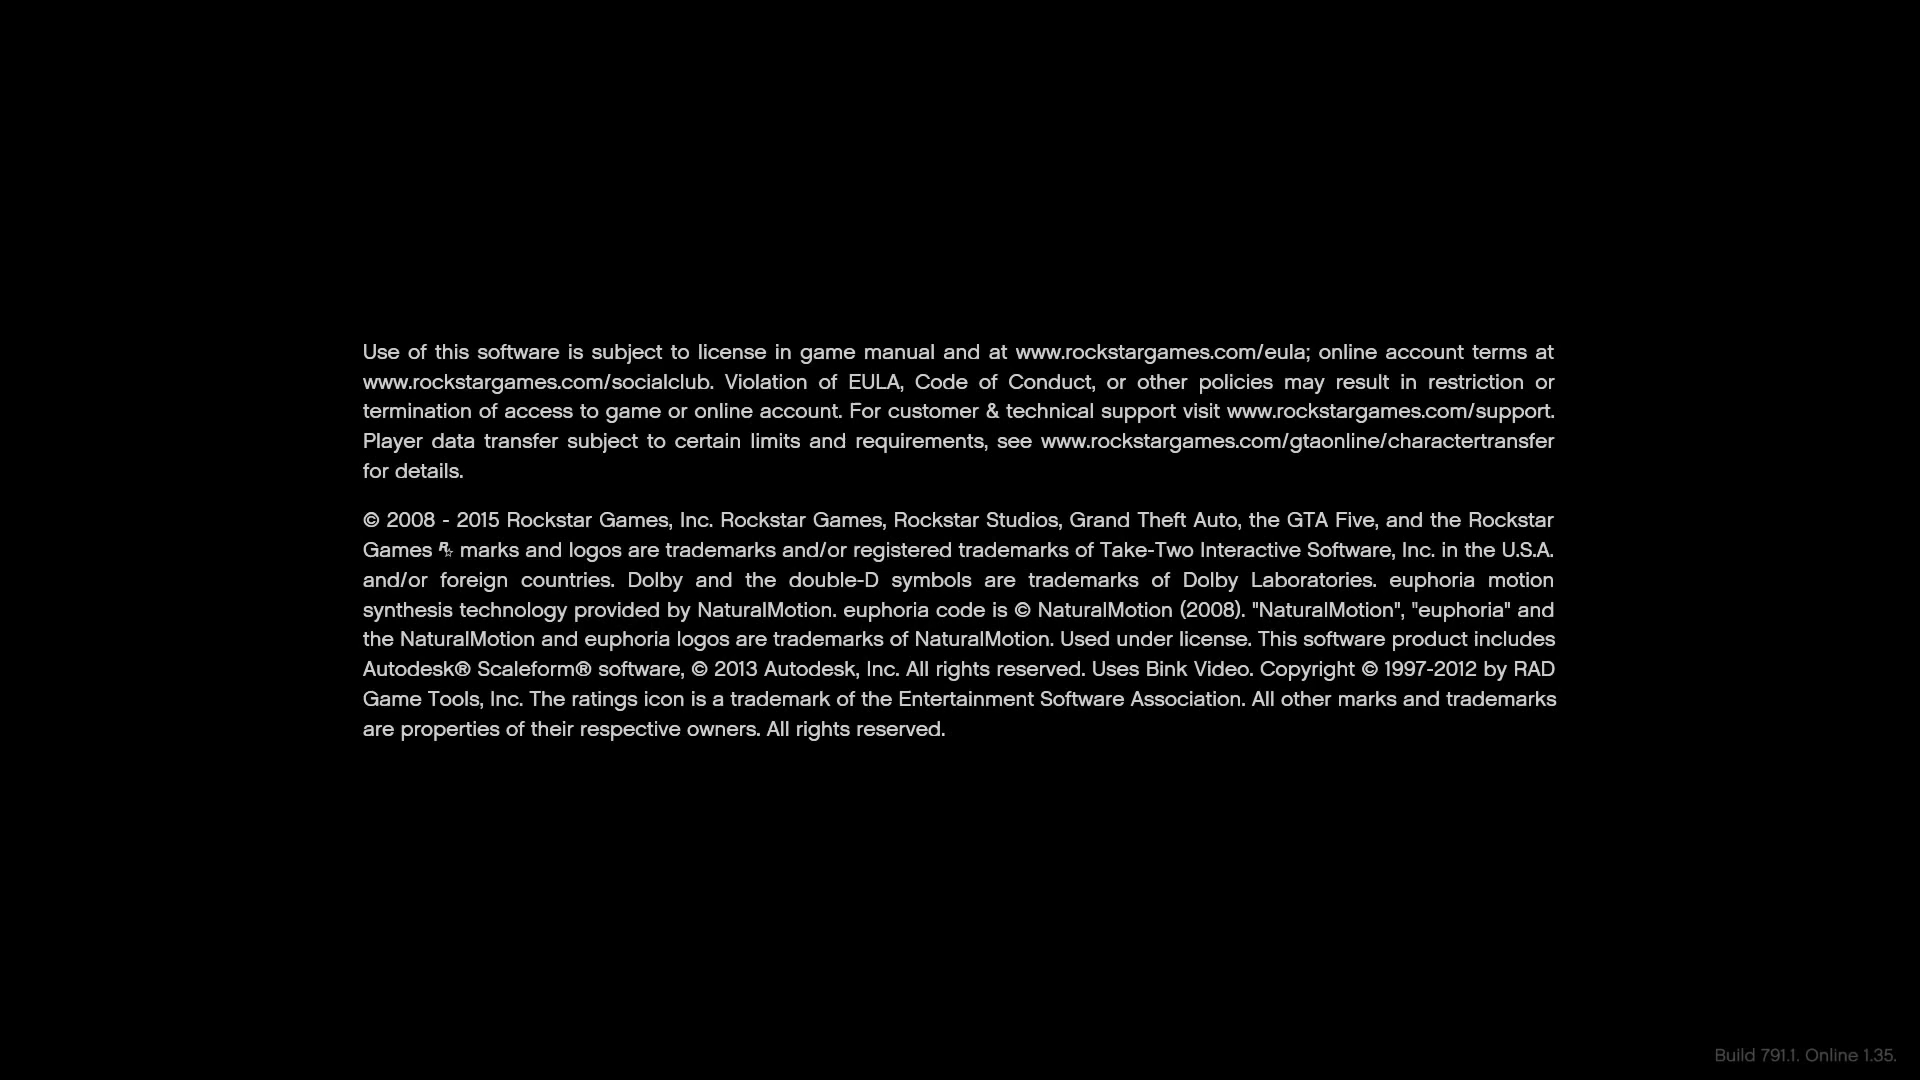 Use of this software is subject to license in game manual and at www.rockstargames.com/eula; online account terms at
www.rockstargames.com/socialclub. Violation of EULA, Code of Conduct, or other policies may result in restriction or
termination of access to game or online account. For customer & technical support visit www.rockstargames.com/support.
Player data transfer subject to certain limits and requirements, see www.rockstargames.com/gtaonline/charactertransfer
for details.
© 2008 - 2015 Rockstar Games, Inc. Rockstar Games, Rockstar Studios, Grand Theft Auto, the GTA Five, and the Rockstar
Games R* marks and logos are trademarks and/or registered trademarks of Take-Two Interactive Software, Inc. in the U.S.A.
and/or foreign countries. Dolby and the double-D symbols are trademarks of Dolby Laboratories. euphoria motion
synthesis technology provided by NaturalMotion. euphoria code is © NaturalMotion (2008). "NaturalMotion", "euphoria" and
the NaturalMotion and euphoria logos are trademarks of NaturalMotion. Used under license. This software product includes
Autodesk® Scaleform® software, © 2013 Autodesk, Inc. All rights reserved. Uses Bink Video. Copyright © 1997-2012 by RAD
Game Tools, Inc. The ratings icon is a trademark of the Entertainment Software Association. All other marks and trademarks
are properties of their respective owners. All rights reserved.
Build 791.1. Online 1.35.